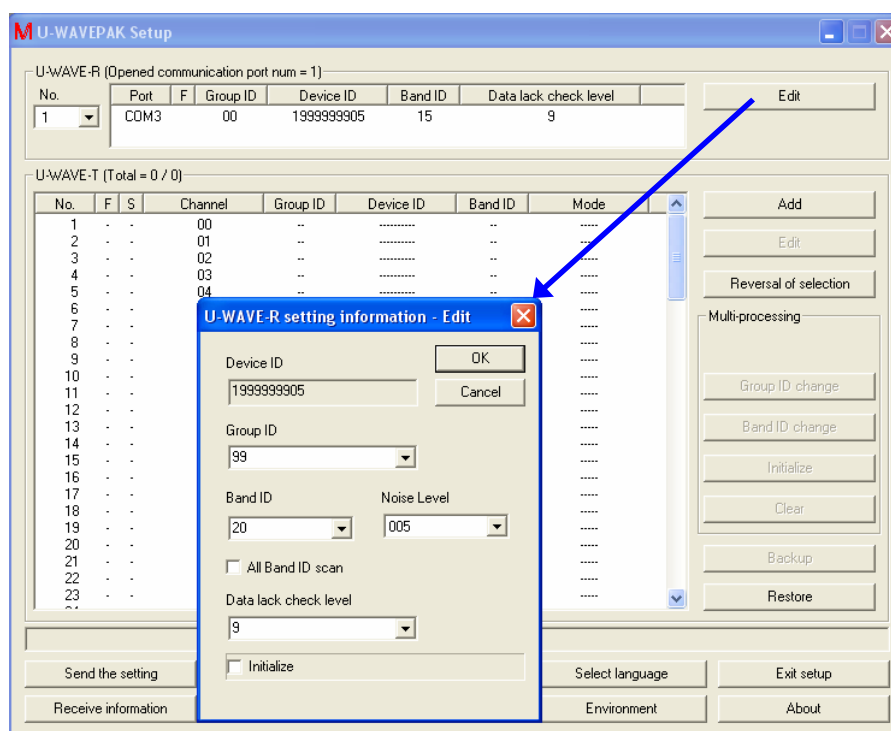 M U-WAVEPAK Setup
U-WAVE-R (Opened communication port num = 1)
No. Port F Group ID Device ID Band ID Data lack check level Edit
1 COM3 00 1999999905 15 9
U-WAVE-T (Total = 0 / 0)
No. F S Channel Group ID Device ID Band ID Mode Add
1 - - 00 -- ---------- -- -----
2 - - 01 -- ---------- -- ----- Edit
3 - - 02 -- ---------- -- -----
4 - - 03 -- ---------- -- -----
5 - - 04 -- ---------- -- ----- Reversal of selection
6 - -
7 - - -----
8 - - -----
9 - - -----
10 - - -----
11 - - -----
12 - - -----
13 - - -----
14 - - -----
15 - - -----
16 - - -----
17 - - -----
18 - - -----
19 - - -----
20 - - -----
21 - - -----
22 - - -----
23 - - -----
Multi-processing
Group ID change
Band ID change
Initialize
Clear
Backup
Restore
U-WAVE-R setting information - Edit
Device ID OK
1999999905 Cancel
Group ID
99
Band ID Noise Level
20 005
All Band ID scan
Data lack check level
9
Initialize
Send the setting Select language Exit setup
Receive information Environment About